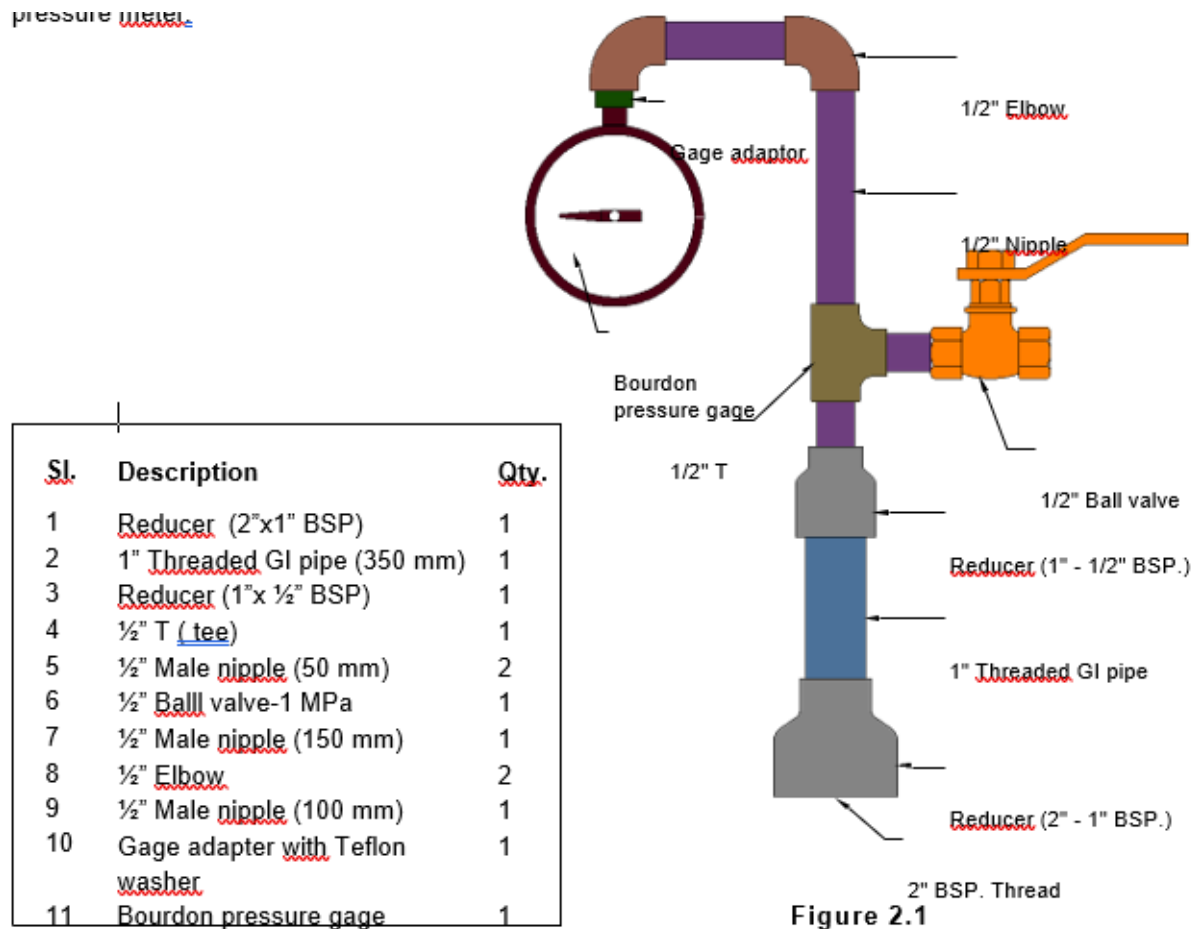 pressure meter.
1/2" Elbow
Gage adaptor
1/2" Nipple
Bourdon
pressure gage
1/2" T
1/2" Ball valve
Reducer (1" - 1/2" BSP.)
1" Threaded GI pipe
Reducer (2" - 1" BSP.)
2" BSP. Thread
Figure 2.1
Sl. Description Qty.
1 Reducer (2”x1” BSP) 1
2 1” Threaded GI pipe (350 mm) 1
3 Reducer (1”x ½” BSP) 1
4 ½” T ( tee) 1
5 ½” Male nipple (50 mm) 2
6 ½” Balll valve-1 MPa 1
7 ½” Male nipple (150 mm) 1
8 ½” Elbow 2
9 ½” Male nipple (100 mm) 1
10 Gage adapter with Teflon 1
washer
11 Bourdon pressure gage 1